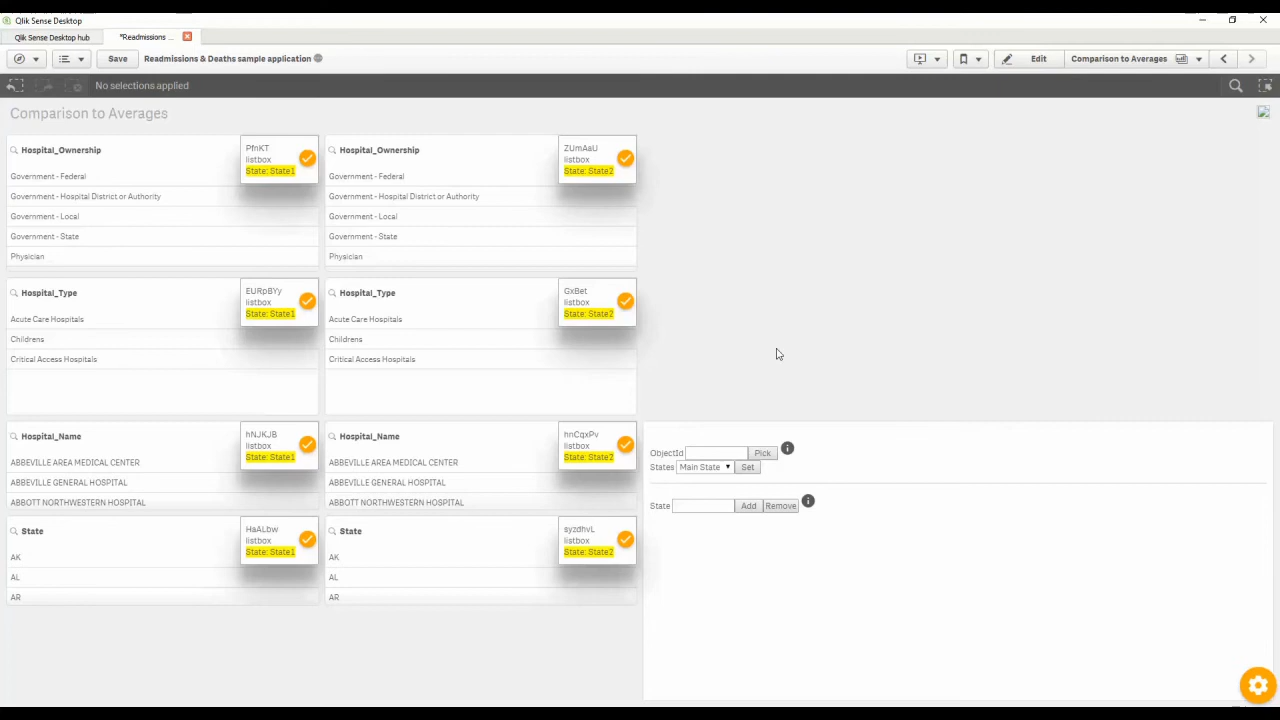 Qlik Sense Desktop
Qlik Sense Desktop hub
*Readmissions ...
Save
Readmissions & Deaths sample application
Edit
Comparison to Averages
No selections applied
Comparison to Averages
Hospital_Ownership
PfnKT
listbox
State: State1
Government - Federal
Government - Hospital District or Authority
Government - Local
Government - State
Physician
Hospital_Ownership
ZUmAaU
listbox
State: State2
Government - Federal
Government - Hospital District or Authority
Government - Local
Government - State
Physician
Hospital_Type
EURpBYy
listbox
State: State1
Acute Care Hospitals
Childrens
Critical Access Hospitals
Hospital_Type
GxBet
listbox
State: State2
Acute Care Hospitals
Childrens
Critical Access Hospitals
Hospital_Name
hNJKJB
listbox
State: State1
ABBEVILLE AREA MEDICAL CENTER
ABBEVILLE GENERAL HOSPITAL
ABBOTT NORTHWESTERN HOSPITAL
Hospital_Name
hnCqxPv
listbox
State: State2
ABBEVILLE AREA MEDICAL CENTER
ABBEVILLE GENERAL HOSPITAL
ABBOTT NORTHWESTERN HOSPITAL
State
HaALbw
listbox
State: State1
AK
AL
AR
State
syzdhvL
listbox
State: State2
AK
AL
AR
ObjectId Pick
States Main State Set
State Add Remove